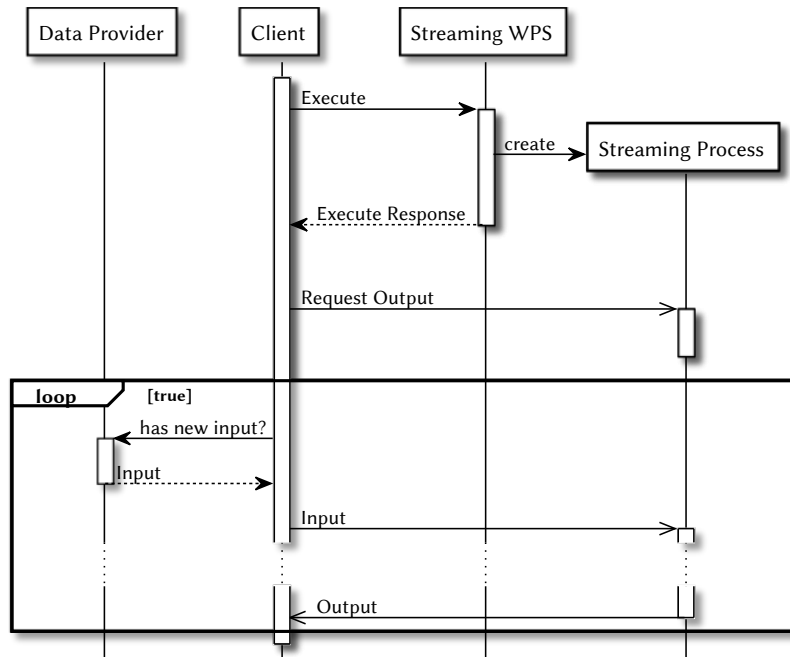 Data Provider
Client
Streaming WPS
Execute
create
Streaming Process
Execute Response
Request Output
loop
[true]
has new input?
Input
Input
Output